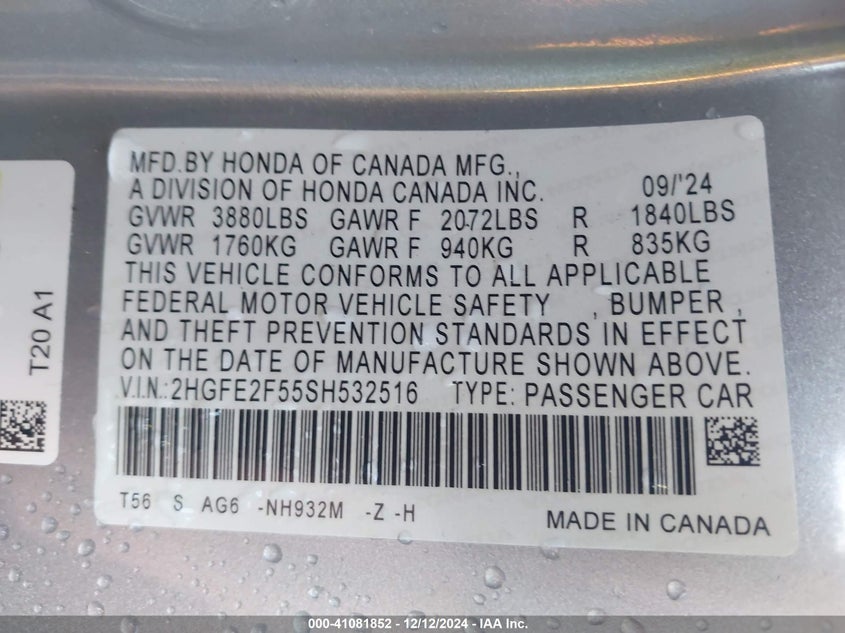 MFD.BY HONDA OF CANADA MFG.,
A DIVISION OF HONDA CANADA INC. 09/'24
GVWR 3880LBS GAWR F 2072LBS R 1840LBS
GVWR 1760KG GAWR F 940KG R 835KG
THIS VEHICLE CONFORMS TO ALL APPLICABLE
FEDERAL MOTOR VEHICLE SAFETY , BUMPER ,
AND THEFT PREVENTION STANDARDS IN EFFECT
ON THE DATE OF MANUFACTURE SHOWN ABOVE.
V.I.N.:2HGFE2F55SH532516 TYPE: PASSENGER CAR
T56 S AG6 -NH932M -Z -H
MADE IN CANADA
T20 A1
000-41081852 - 12/12/2024 - IAA Inc.